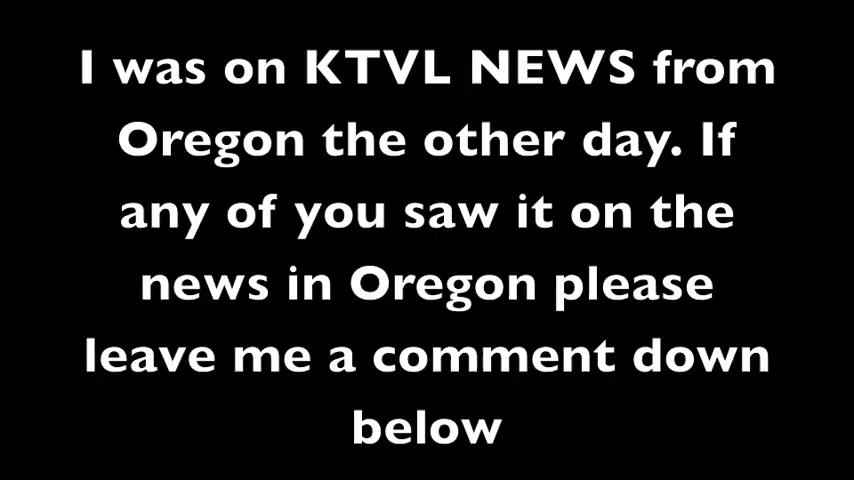 I was on KTVL NEWS from
Oregon the other day. If
any of you saw it on the
news in Oregon please
leave me a comment down
below